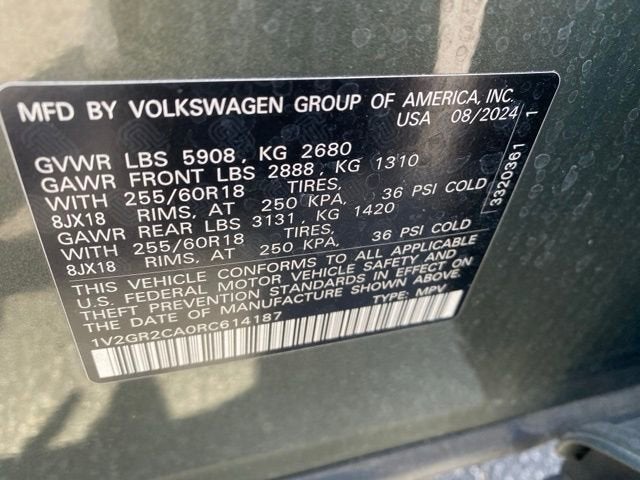 MFD BY VOLKSWAGEN GROUP OF AMERICA, INC.
USA 08/2024
GVWR LBS 5908, KG 2680
GAWR FRONT LBS 2888, KG 1310
WITH 255/60R18 TIRES,
8JX18 RIMS, AT 250 KPA, 36 PSI COLD
GAWR REAR LBS 3131, KG 1420
WITH 255/60R18 TIRES,
8JX18 RIMS, AT 250 KPA, 36 PSI COLD
THIS VEHICLE CONFORMS TO ALL APPLICABLE
U.S. FEDERAL MOTOR VEHICLE SAFETY AND
THEFT PREVENTION STANDARDS IN EFFECT ON
THE DATE OF MANUFACTURE SHOWN ABOVE.
1V2GR2CA0RC614187 TYPE: MPV
3320361 1